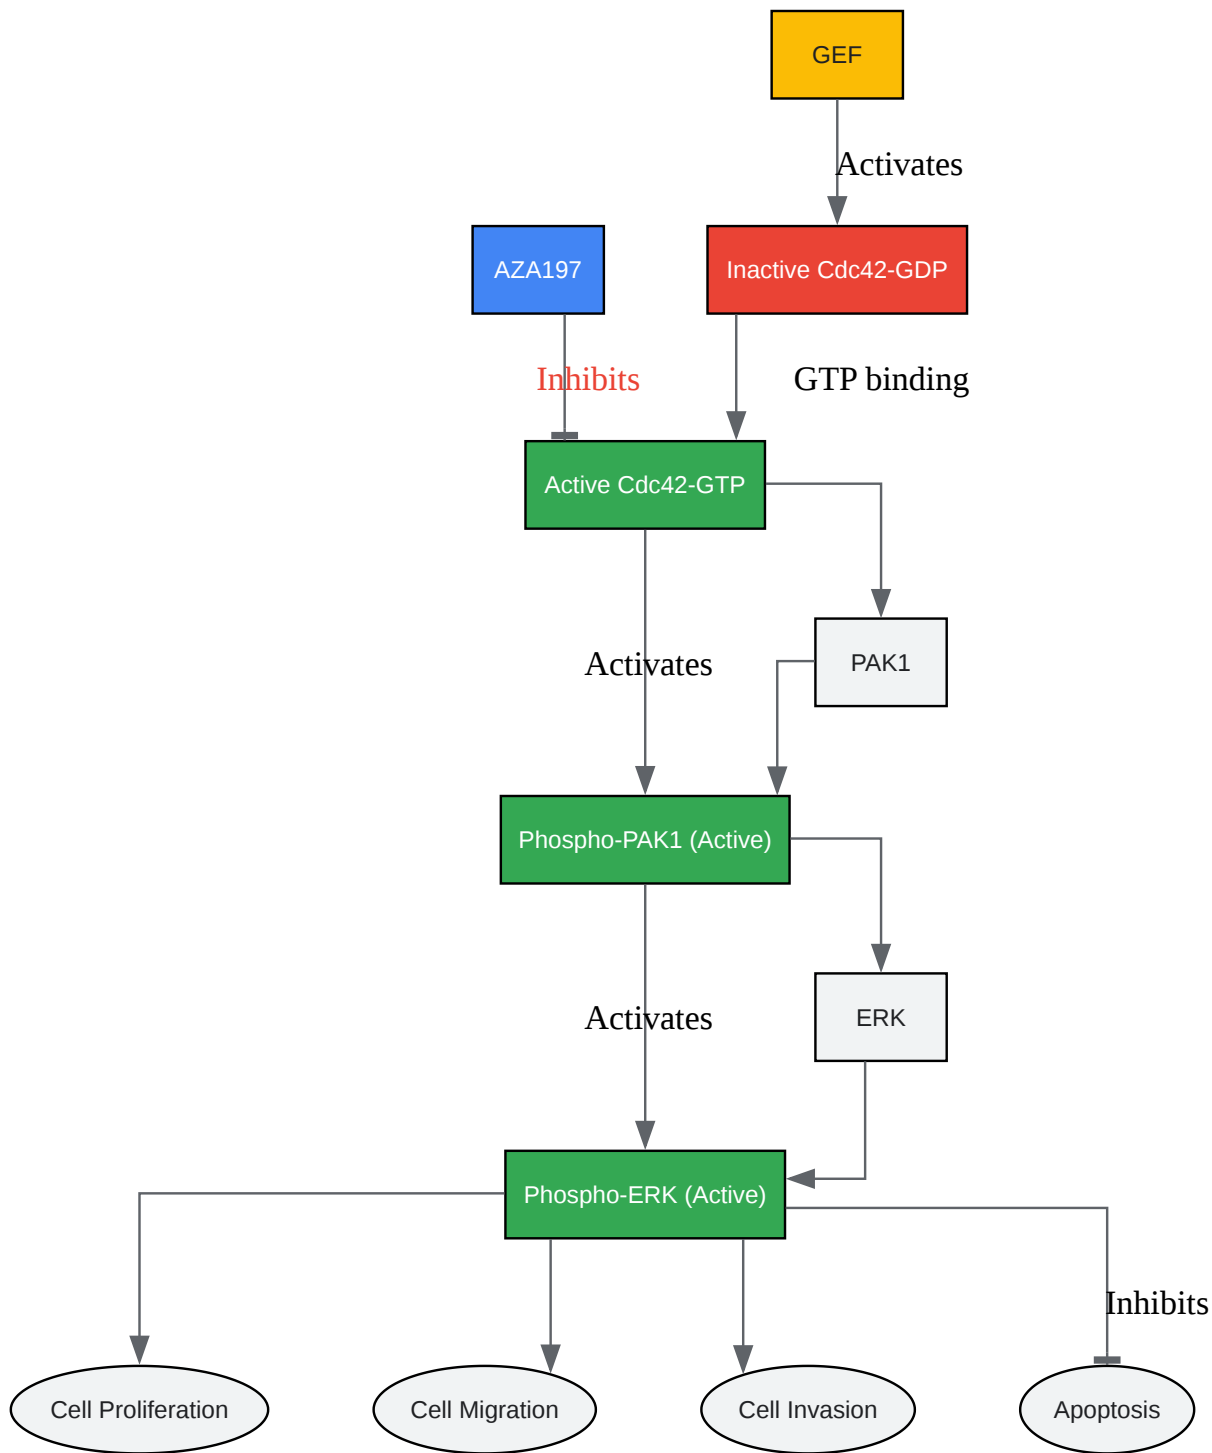 GEF
Activates
AZA197
Inactive Cdc42-GDP
Inhibits
GTP binding
Active Cdc42-GTP
Activates
PAK1
Phospho-PAK1 (Active)
Activates
ERK
Phospho-ERK (Active)
Inhibits
Cell Proliferation
Cell Migration
Cell Invasion
Apoptosis